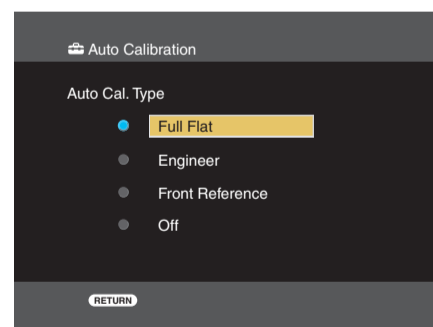 Auto Calibration
Auto Cal. Type
Full Flat
Engineer
Front Reference
Off
RETURN